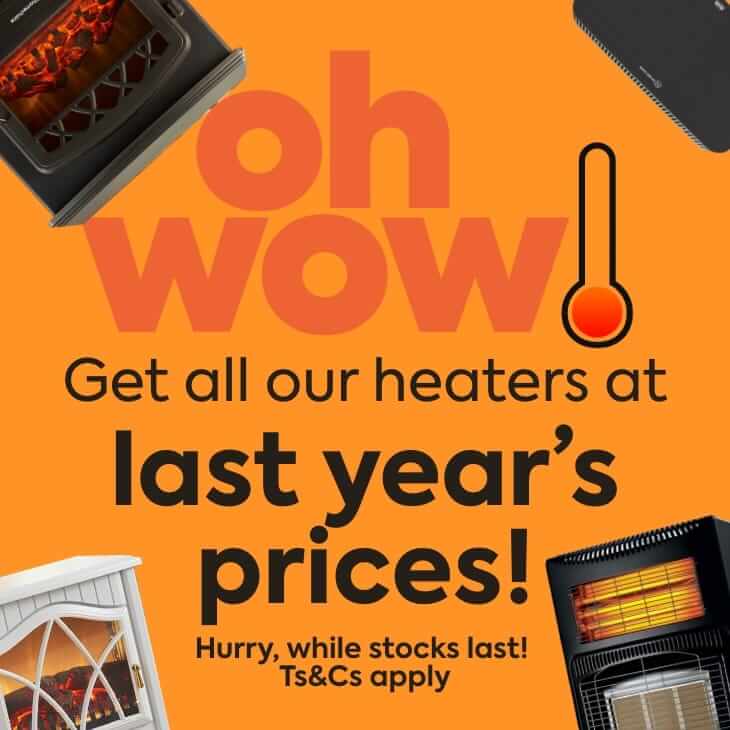 oh
wow
Get all our heaters at
last year's
prices!
Hurry, while stocks last!
Ts&Cs apply